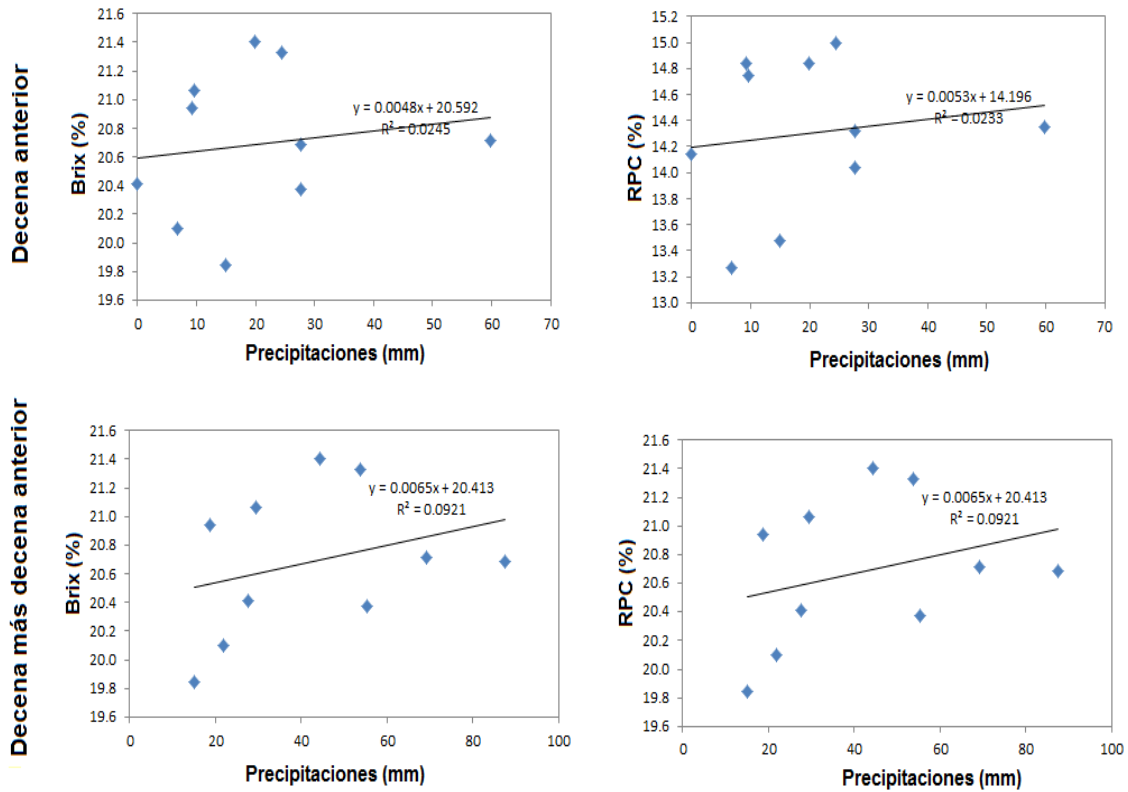 Decena anterior
Brix (%)
21.6
21.4
21.2
21.0
20.8
20.6
20.4
20.2
20.0
19.8
19.6
y = 0.0048x + 20.592
R² = 0.0245
0 10 20 30 40 50 60 70
Precipitaciones (mm)
RPC (%)
15.2
15.0
14.8
14.6
14.4
14.2
14.0
13.8
13.6
13.4
13.2
13.0
y = 0.0053x + 14.196
R² = 0.0233
0 10 20 30 40 50 60 70
Precipitaciones (mm)
Decena más decena anterior
Brix (%)
21.6
21.4
21.2
21.0
20.8
20.6
20.4
20.2
20.0
19.8
19.6
y = 0.0065x + 20.413
R² = 0.0921
0 20 40 60 80 100
Precipitaciones (mm)
RPC (%)
21.6
21.4
21.2
21.0
20.8
20.6
20.4
20.2
20.0
19.8
19.6
y = 0.0065x + 20.413
R² = 0.0921
0 20 40 60 80 100
Precipitaciones (mm)